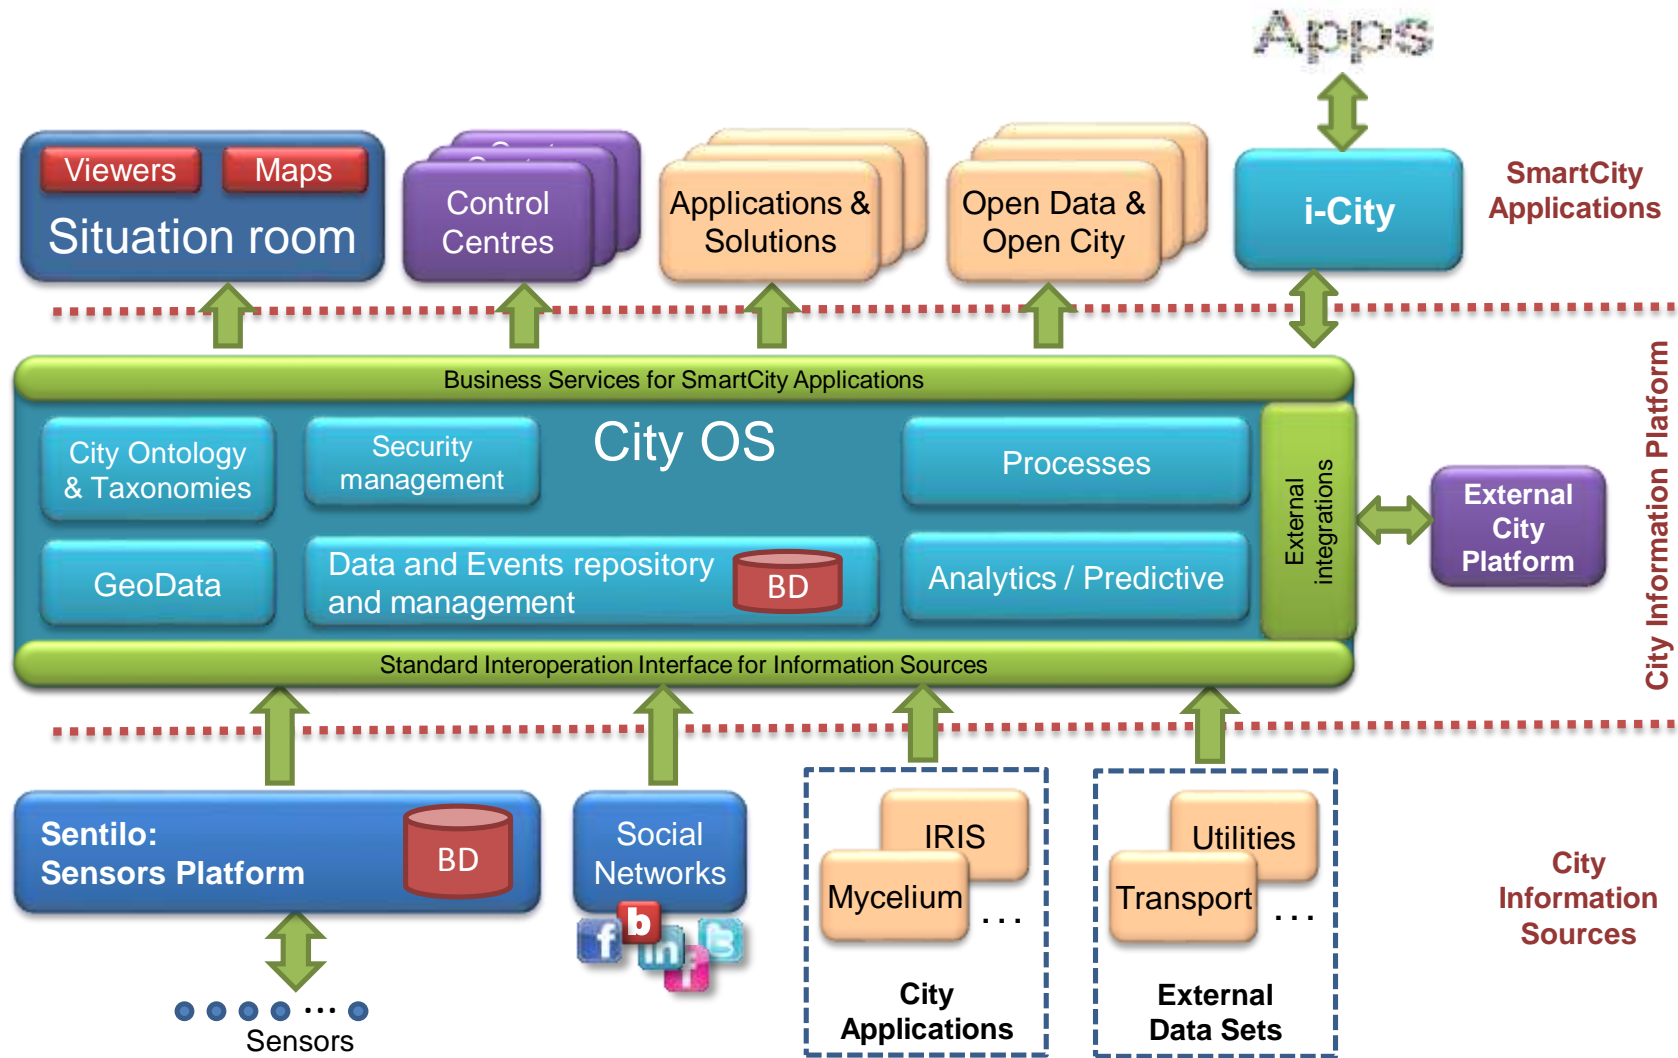 Apps
Viewers
Maps
Situation room
Control
Centres
Applications &
Solutions
Open Data &
Open City
i-City
SmartCity
Applications
Business Services for SmartCity Applications
City OS
City Ontology
& Taxonomies
Security
management
Processes
GeoData
Data and Events repository
and management
BD
Analytics / Predictive
External
integrations
External
City
Platform
City Information Platform
Standard Interoperation Interface for Information Sources
Sentilo:
Sensors Platform
BD
Social
Networks
f
b
in
f
t
IRIS
Mycelium
...
City
Applications
Utilities
Transport
...
External
Data Sets
City
Information
Sources
...
Sensors